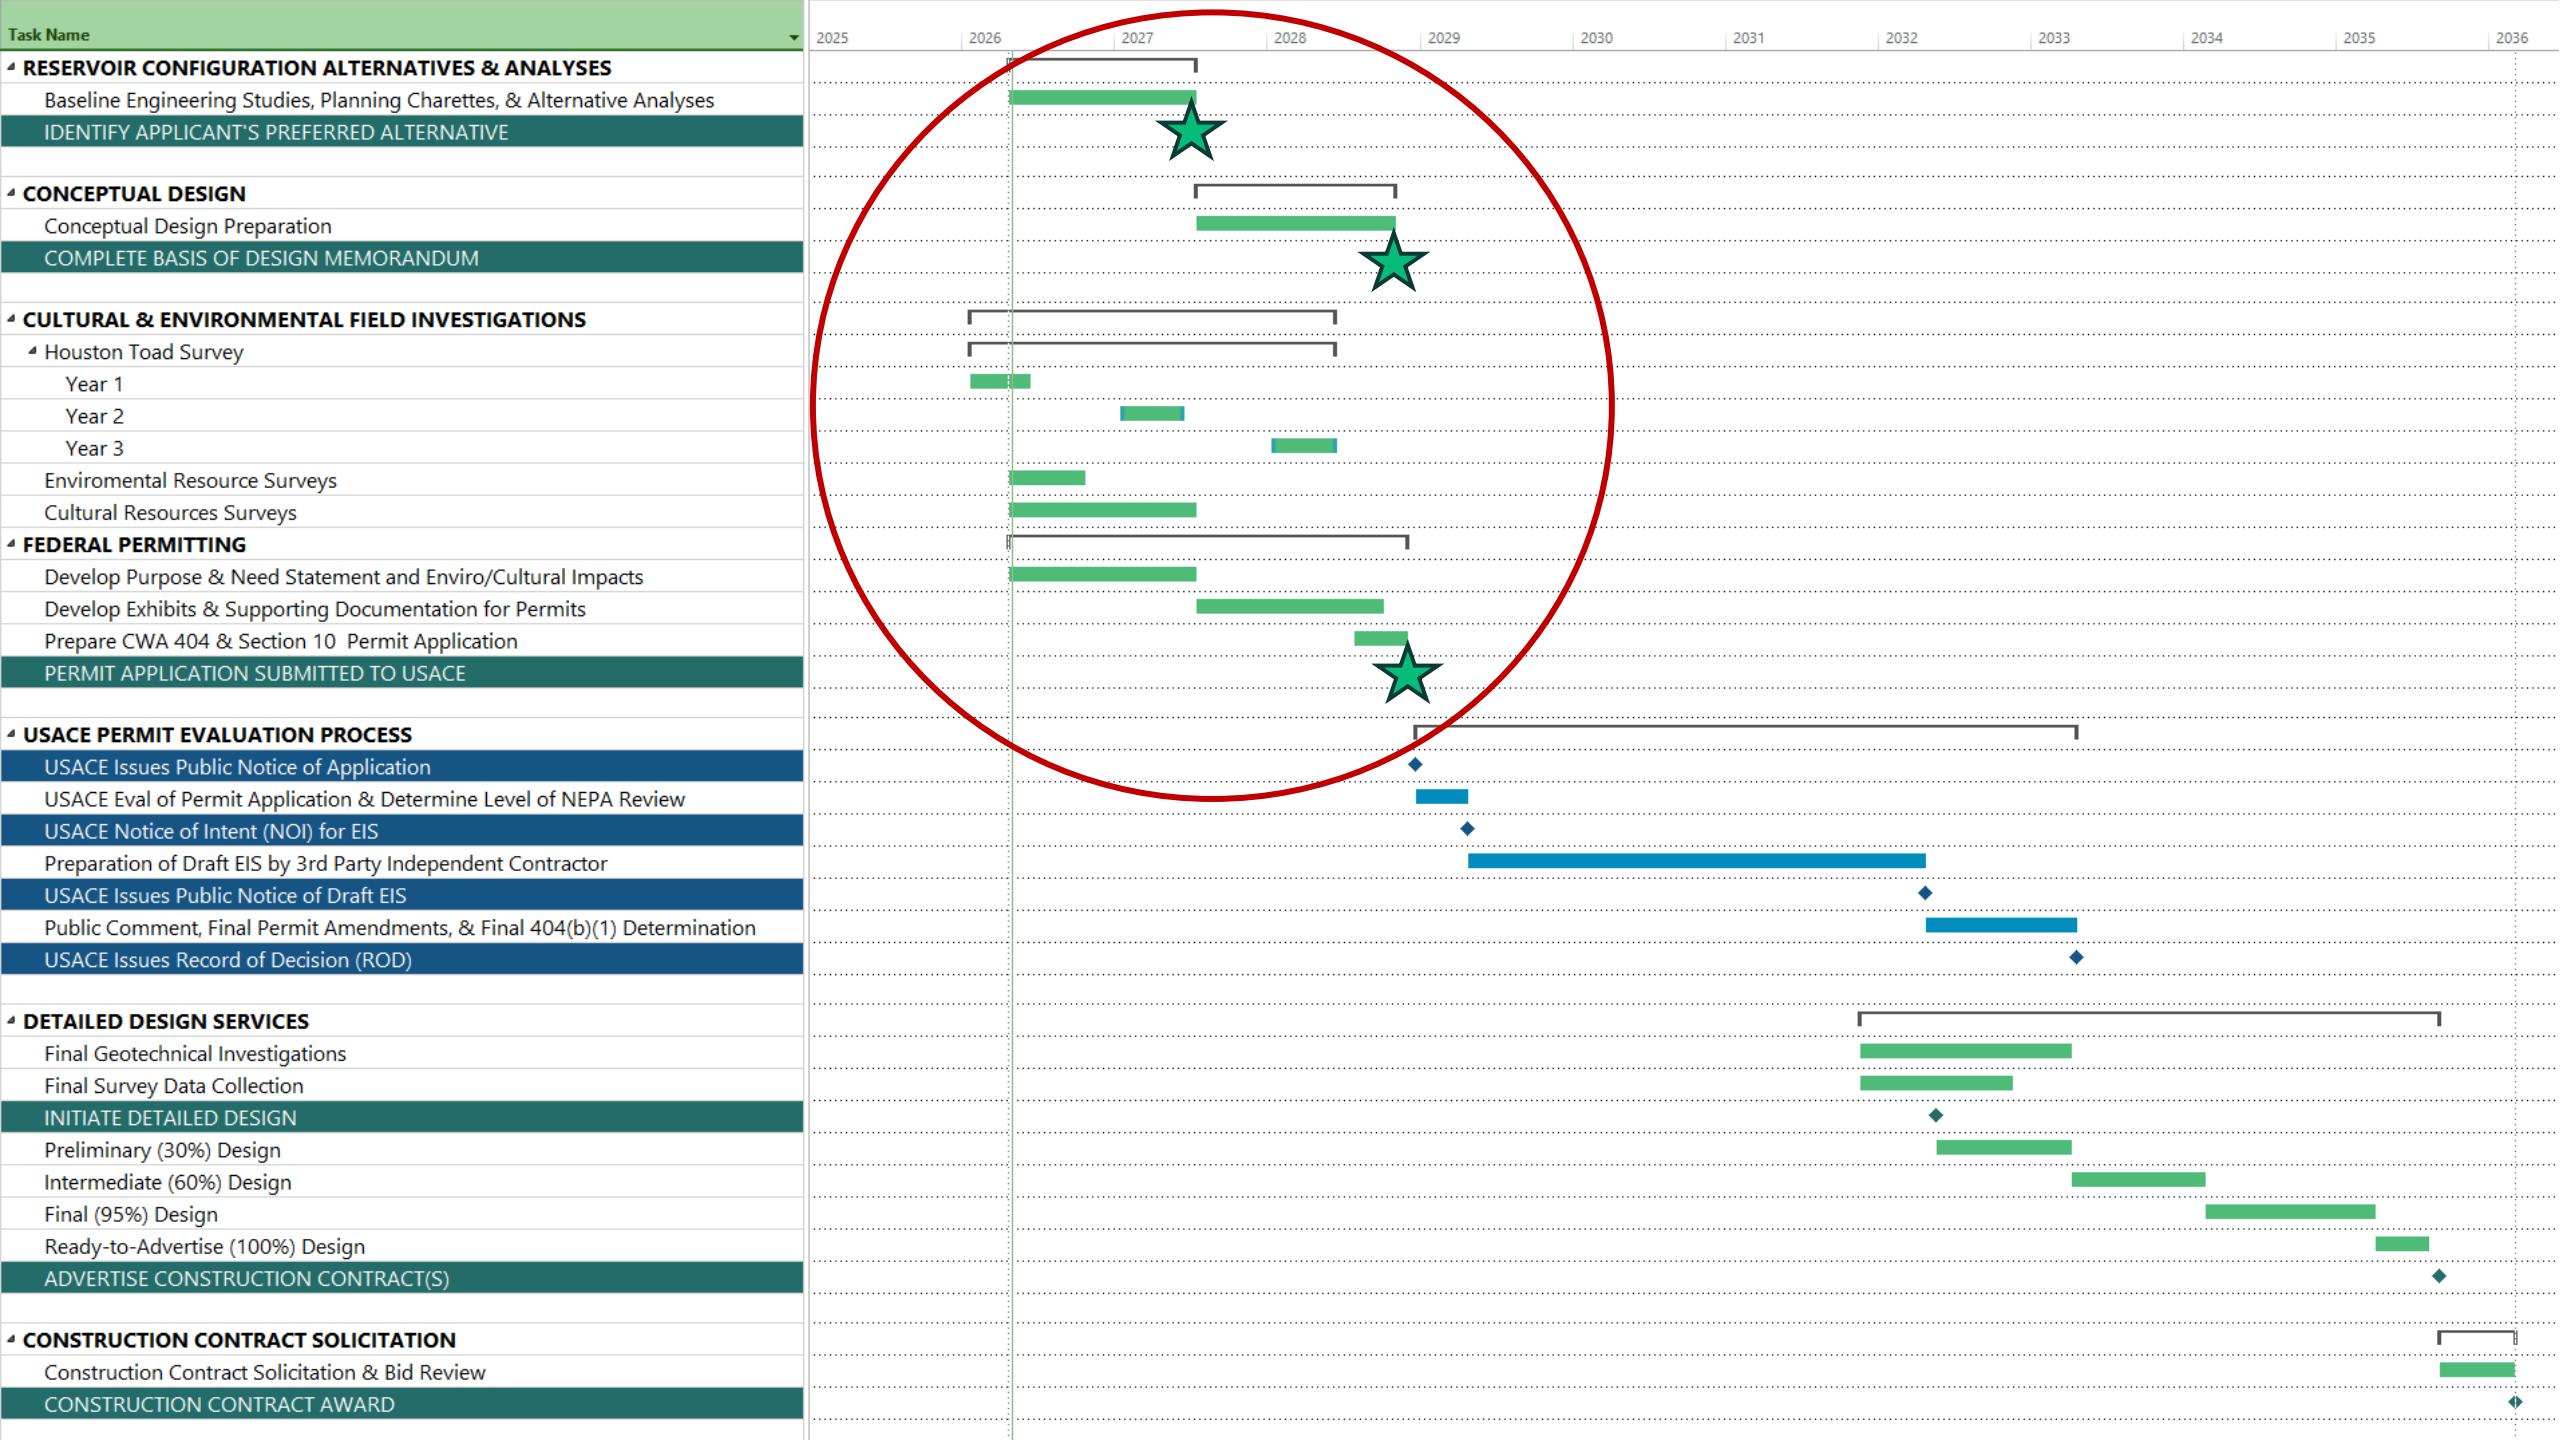 Task Name
2025 2026 2027 2028 2029 2030 2031 2032 2033 2034 2035 2036
RESERVOIR CONFIGURATION ALTERNATIVES & ANALYSES
Baseline Engineering Studies, Planning Charettes, & Alternative Analyses
IDENTIFY APPLICANT'S PREFERRED ALTERNATIVE
CONCEPTUAL DESIGN
Conceptual Design Preparation
COMPLETE BASIS OF DESIGN MEMORANDUM
CULTURAL & ENVIRONMENTAL FIELD INVESTIGATIONS
Houston Toad Survey
Year 1
Year 2
Year 3
Enviromental Resource Surveys
Cultural Resources Surveys
FEDERAL PERMITTING
Develop Purpose & Need Statement and Enviro/Cultural Impacts
Develop Exhibits & Supporting Documentation for Permits
Prepare CWA 404 & Section 10  Permit Application
PERMIT APPLICATION SUBMITTED TO USACE
USACE PERMIT EVALUATION PROCESS
USACE Issues Public Notice of Application
USACE Eval of Permit Application & Determine Level of NEPA Review
USACE Notice of Intent (NOI) for EIS
Preparation of Draft EIS by 3rd Party Independent Contractor
USACE Issues Public Notice of Draft EIS
Public Comment, Final Permit Amendments, & Final 404(b)(1) Determination
USACE Issues Record of Decision (ROD)
DETAILED DESIGN SERVICES
Final Geotechnical Investigations
Final Survey Data Collection
INITIATE DETAILED DESIGN
Preliminary (30%) Design
Intermediate (60%) Design
Final (95%) Design
Ready-to-Advertise (100%) Design
ADVERTISE CONSTRUCTION CONTRACT(S)
CONSTRUCTION CONTRACT SOLICITATION
Construction Contract Solicitation & Bid Review
CONSTRUCTION CONTRACT AWARD